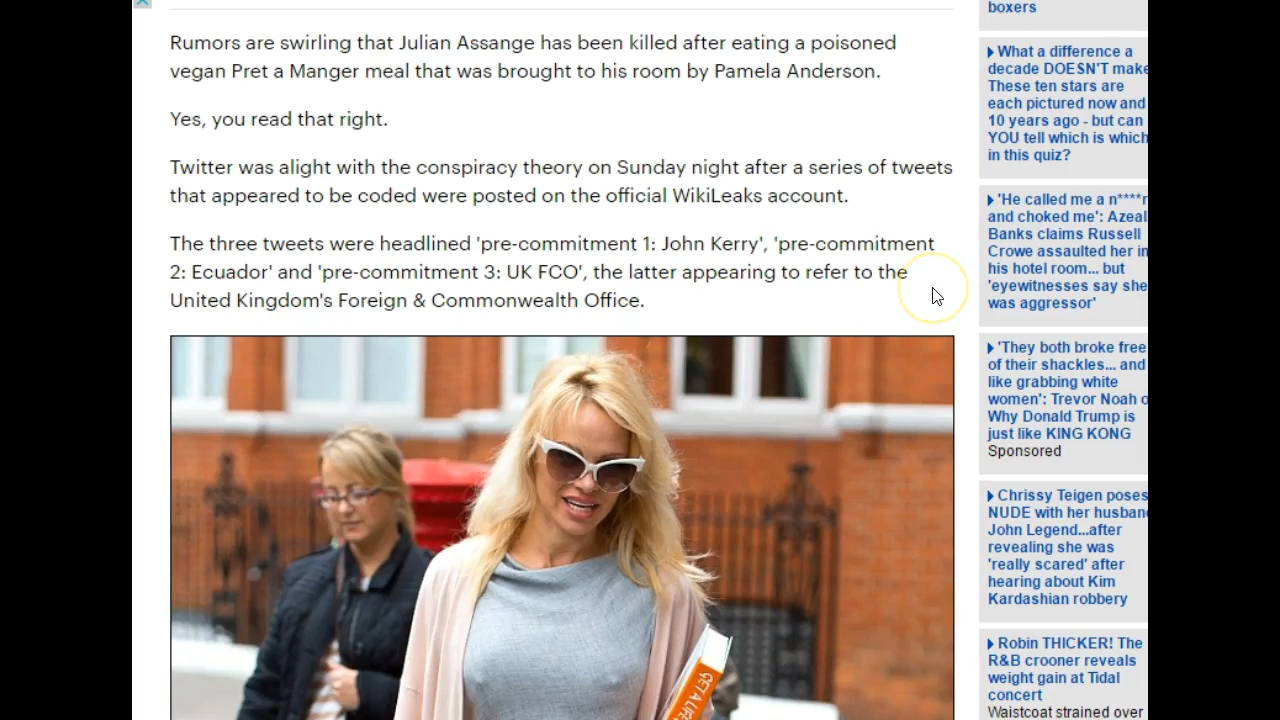 Rumors are swirling that Julian Assange has been killed after eating a poisoned
vegan Pret a Manger meal that was brought to his room by Pamela Anderson.
Yes, you read that right.
Twitter was alight with the conspiracy theory on Sunday night after a series of tweets
that appeared to be coded were posted on the official WikiLeaks account.
The three tweets were headlined 'pre-commitment 1: John Kerry', 'pre-commitment
2: Ecuador' and 'pre-commitment 3: UK FCO', the latter appearing to refer to the
United Kingdom's Foreign & Commonwealth Office.
GET A LIFE
boxers
What a difference a
decade DOESN'T make
These ten stars are
each pictured now and
10 years ago - but can
YOU tell which is which
in this quiz?
'He called me a n****r
and choked me': Azeal
Banks claims Russell
Crowe assaulted her in
his hotel room... but
'eyewitnesses say she
was aggressor'
'They both broke free
of their shackles... and
like grabbing white
women': Trevor Noah o
Why Donald Trump is
just like KING KONG
Sponsored
Chrissy Teigen poses
NUDE with her husband
John Legend...after
revealing she was
'really scared' after
hearing about Kim
Kardashian robbery
Robin THICKER! The
R&B crooner reveals
weight gain at Tidal
concert
Waistcoat strained over